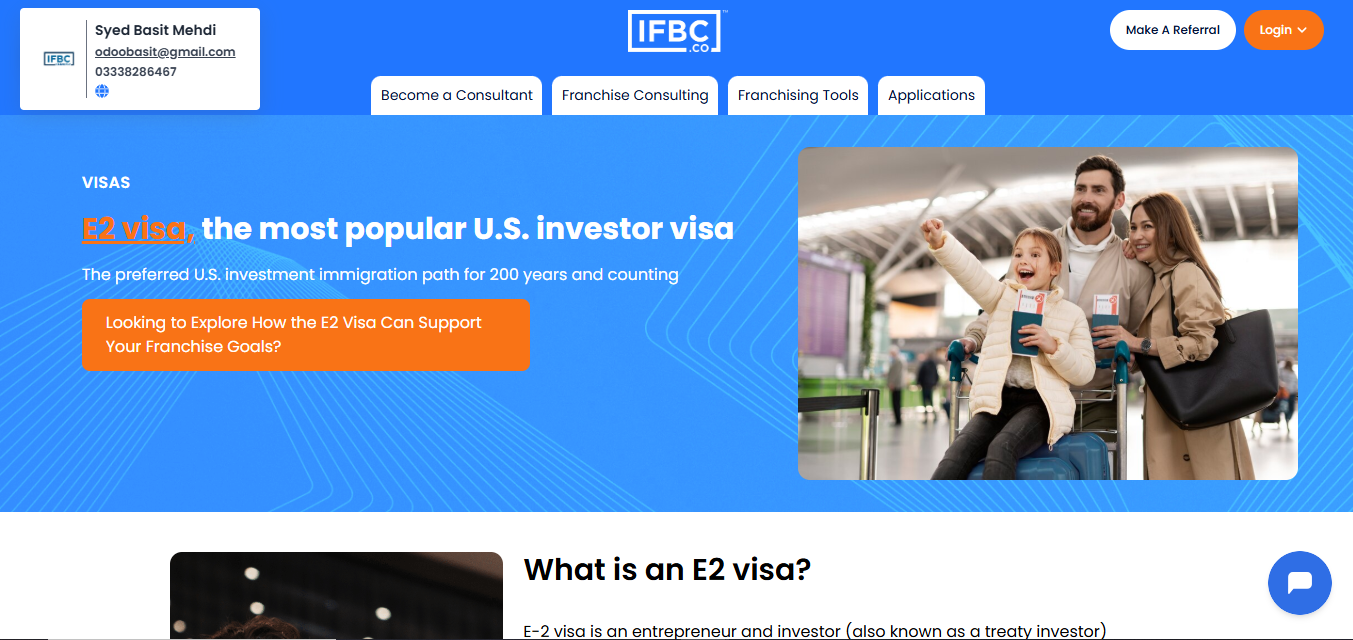 Syed Basit Mehdi
odoobasit@gmail.com
03338286467
IFBC
IFBC
.CO
TM
Make A Referral
Login
Become a Consultant
Franchise Consulting
Franchising Tools
Applications
VISAS
E2 visa, the most popular U.S. investor visa
The preferred U.S. investment immigration path for 200 years and counting
Looking to Explore How the E2 Visa Can Support
Your Franchise Goals?
What is an E2 visa?
E-2 visa is an entrepreneur and investor (also known as a treaty investor)